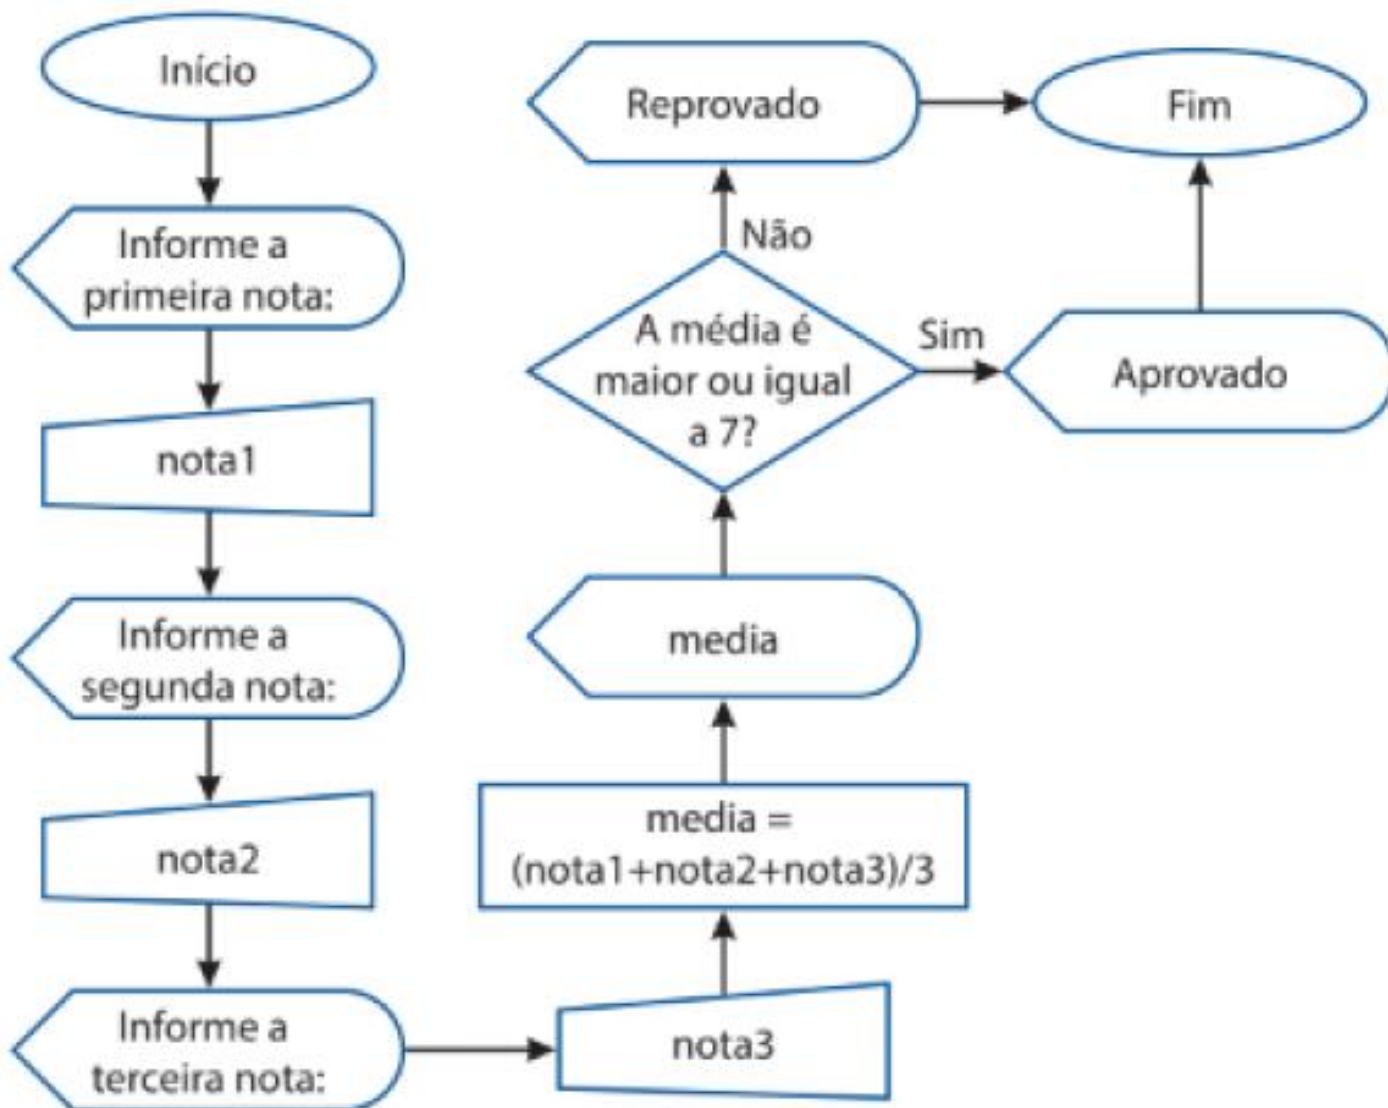 Início
Informe a
primeira nota:
nota1
Informe a
segunda nota:
nota2
Informe a
terceira nota:
nota3
media =
(nota1+nota2+nota3)/3
media
A média é
maior ou igual
a 7?
Não
Reprovado
Sim
Aprovado
Fim